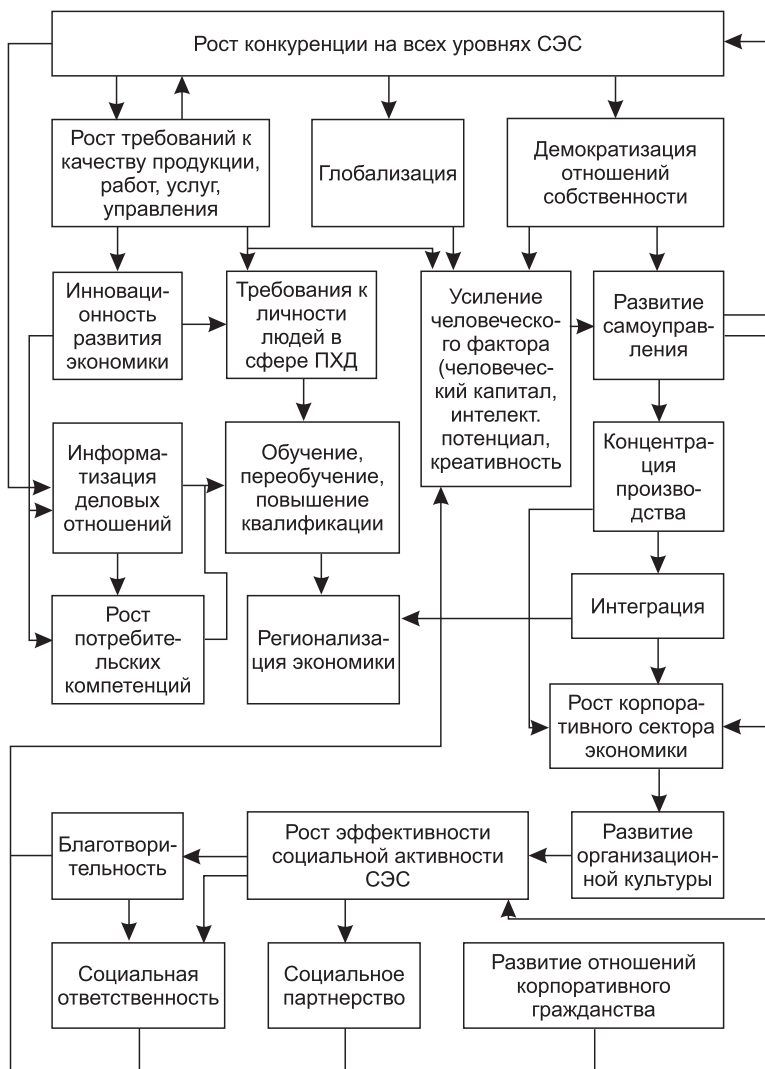 Рост конкуренции на всех уровнях СЭС
Рост требований к
качеству продукции,
работ, услуг,
управления
Глобализация
Демократизация
отношений
собственности
Инноваци-
онность
развития
экономики
Требования к
личности
людей в
сфере ПХД
Усиление
человеческо-
го фактора
(человечес-
кий капитал,
интелект.
потенциал,
креативность
Развитие
самоуправ-
ления
Информа-
тизация
деловых
отношений
Обучение,
переобучение,
повышение
квалификации
Концентра-
ция
произво-
дства
Рост
потребите-
льских
компетенций
Регионализа-
ция экономики
Интеграция
Рост корпора-
тивного сектора
экономики
Благотвори-
тельность
Рост эффективности
социальной активности
СЭС
Развитие
организацион-
ной культуры
Социальная
ответственность
Социальное
партнерство
Развитие отношений
корпоративного
гражданства